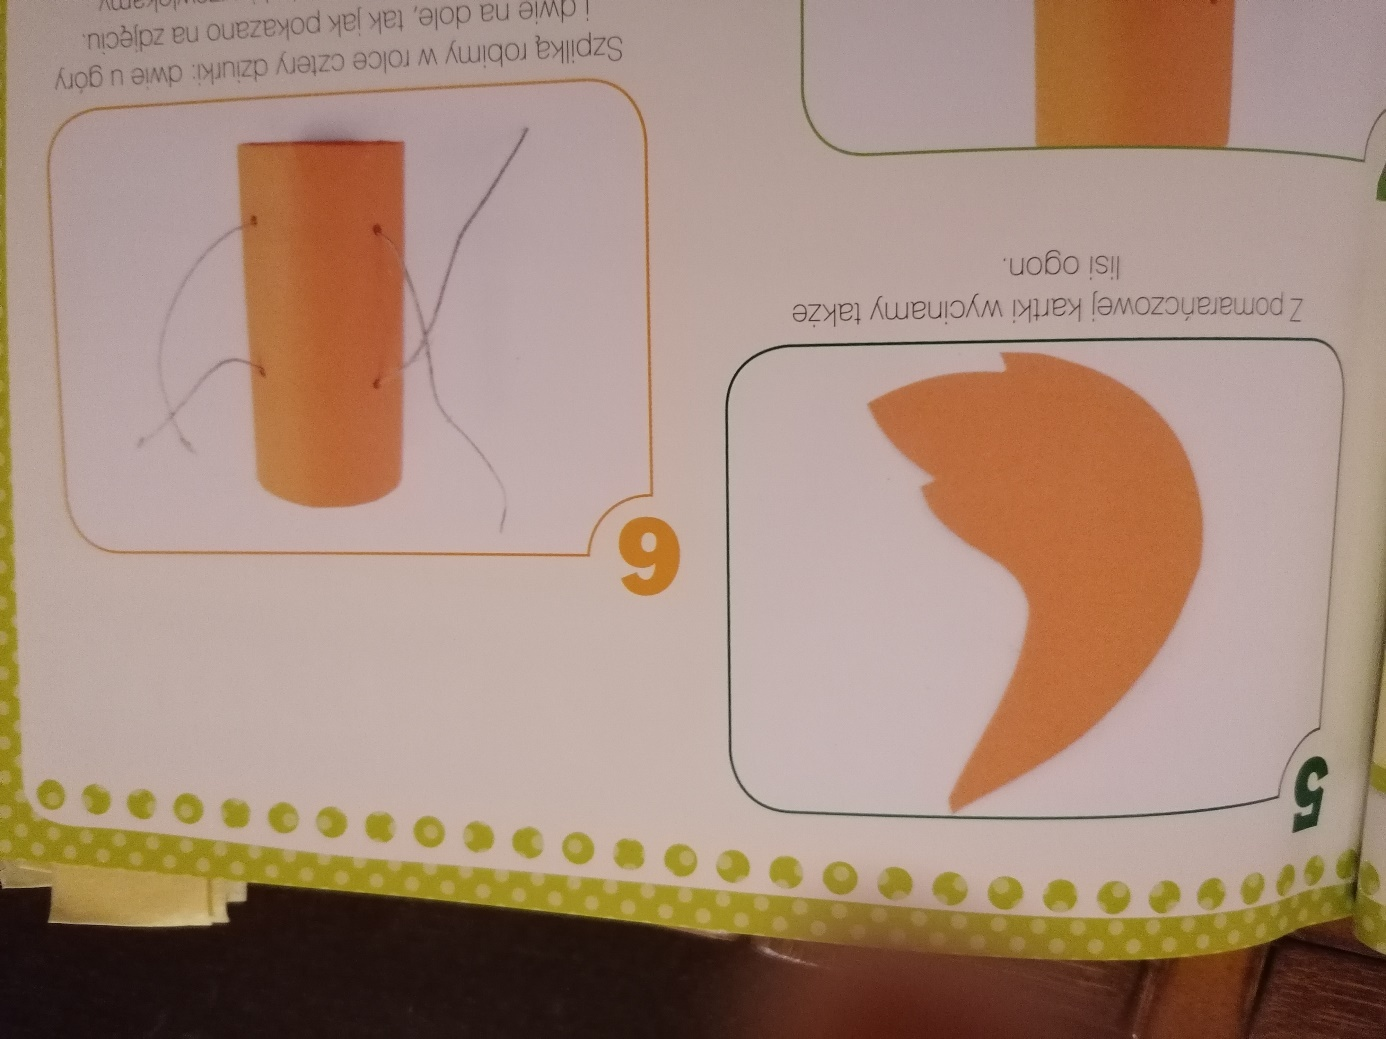 5
Z pomarańczowej kartki wycinamy także
lisi ogon.
6
Szpilką robimy w rolce cztery dziurki: dwie u góry
i dwie na dole, tak jak pokazano na zdjęciu.